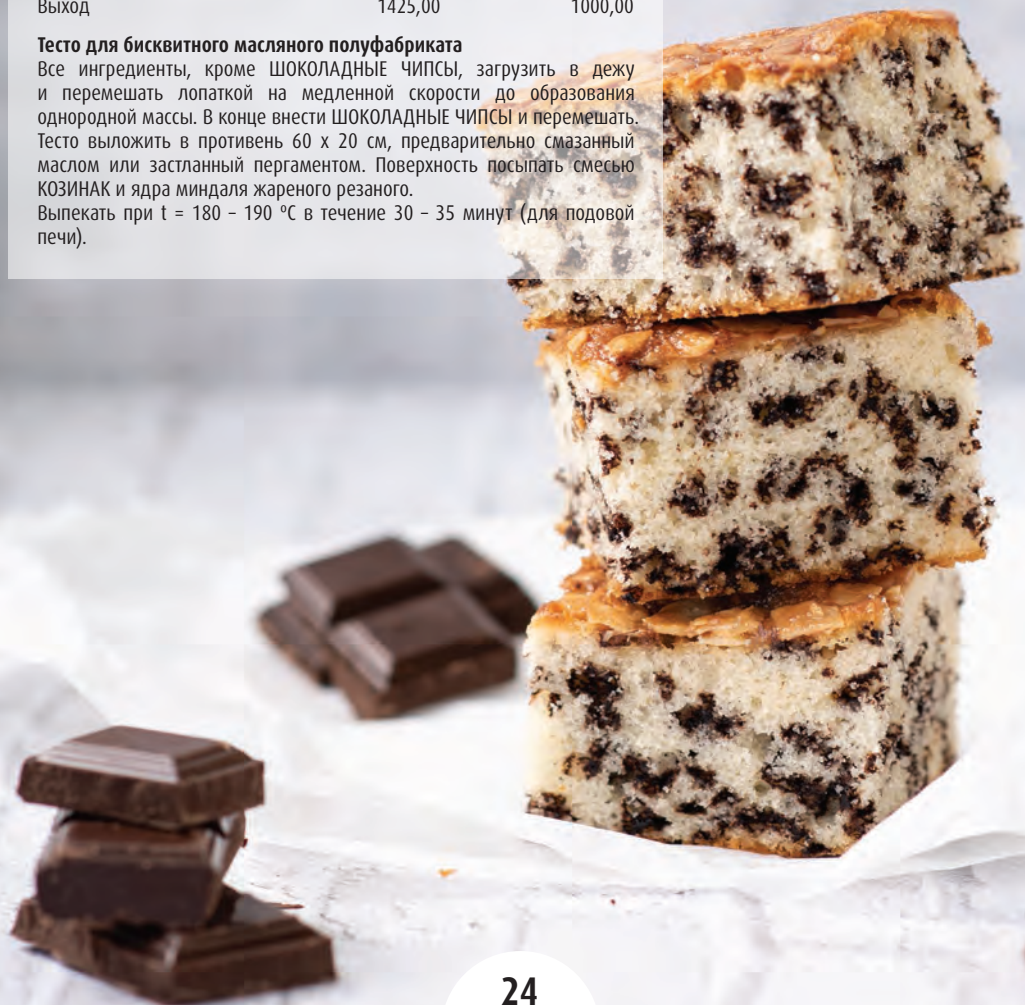 Выход 1425,00 1000,00
Тесто для бисквитного масляного полуфабриката
Все ингредиенты, кроме ШОКОЛАДНЫЕ ЧИПСЫ, загрузить в дежу
и перемешать лопаткой на медленной скорости до образования
однородной массы. В конце внести ШОКОЛАДНЫЕ ЧИПСЫ и перемешать.
Тесто выложить в противень 60 х 20 см, предварительно смазанный
маслом или застланный пергаментом. Поверхность посыпать смесью
КОЗИНАК и ядра миндаля жареного резаного.
Выпекать при t = 180 – 190 ºC в течение 30 – 35 минут (для подовой
печи).
24